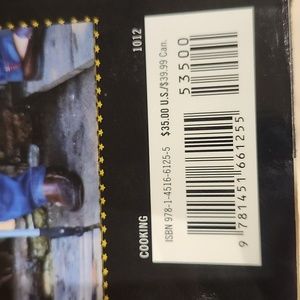 COOKING
1012
ISBN 978-1-4516-6125-5
$35.00 U.S./$39.99 Can.
53500
9 781451 661255